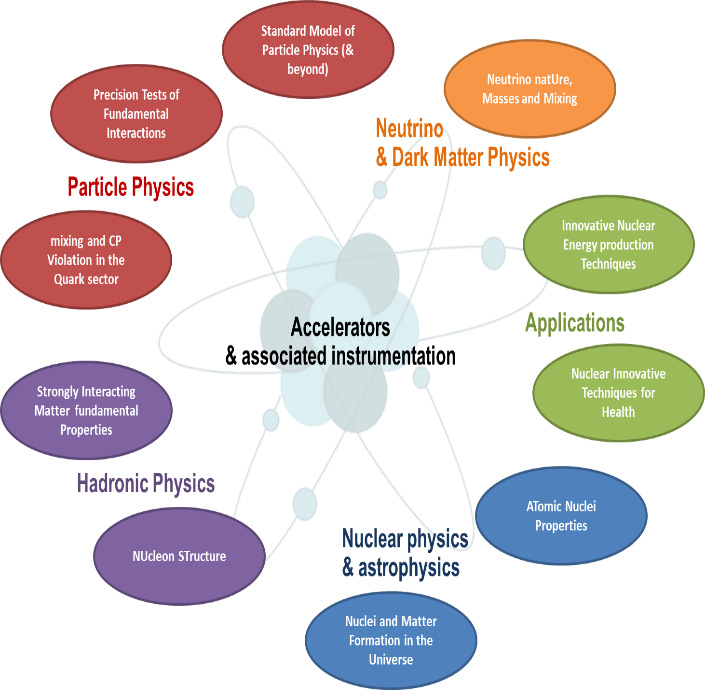 Standard Model of
Particle Physics (&
beyond)
Precision Tests of
Fundamental
Interactions
Neutrino natUre,
Masses and Mixing
Neutrino
& Dark Matter Physics
Particle Physics
mixing and CP
Violation in the
Quark sector
Innovative Nuclear
Energy production
Techniques
Accelerators
& associated instrumentation
Applications
Strongly Interacting
Matter fundamental
Properties
Nuclear Innovative
Techniques for
Health
Hadronic Physics
NUcleon STructure
Nuclear physics
& astrophysics
ATomic Nuclei
Properties
Nuclei and Matter
Formation in the
Universe